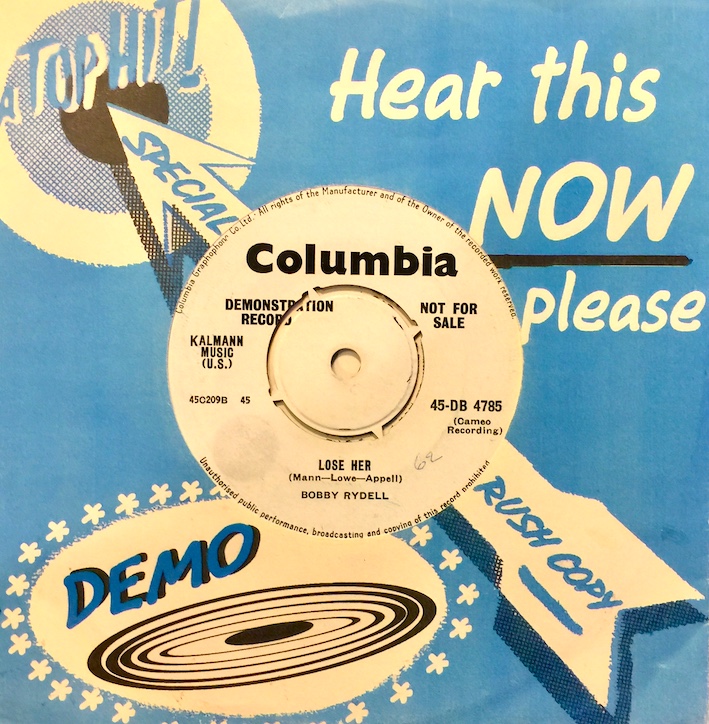 A TOP HIT!
SPECIAL
Hear this
NOW
please
Columbia Graphophone Co. Ltd. All rights of the Manufacturer and of the Owner of the recorded work reserved.
Columbia
DEMONSTRATION
RECORD
NOT FOR
SALE
KALMANN
MUSIC
(U.S.)
45C209B 45
45-DB 4785
(Cameo
Recording)
LOSE HER
(Mann—Lowe—Appell)
BOBBY RYDELL
62
Unauthorised public performance, broadcasting and copying of this record prohibited
RUSH COPY
DEMO